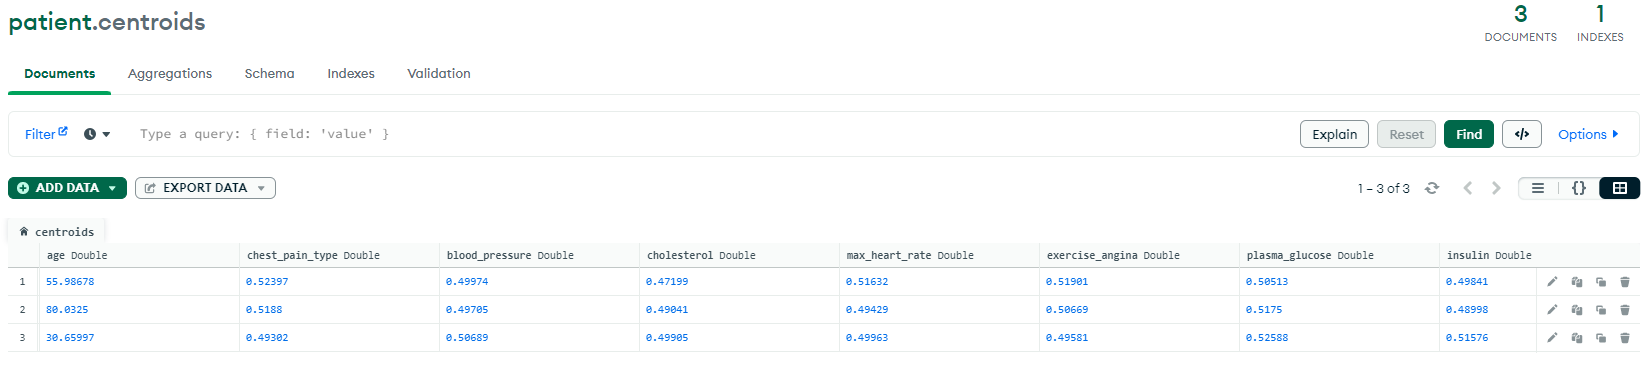 patient.centroids
3 1
DOCUMENTS INDEXES
Documents Aggregations Schema Indexes Validation
Filter Type a query: { field: 'value' } Explain Reset Find </> Options
ADD DATA EXPORT DATA 1 – 3 of 3 {}
centroids
age Double chest_pain_type Double blood_pressure Double cholesterol Double max_heart_rate Double exercise_angina Double plasma_glucose Double insulin Double
1 55.98678 0.52397 0.49974 0.47199 0.51632 0.51901 0.50513 0.49841
2 80.0325 0.5188 0.49705 0.49041 0.49429 0.50669 0.5175 0.48998
3 30.65997 0.49302 0.50689 0.49905 0.49963 0.49581 0.52588 0.51576